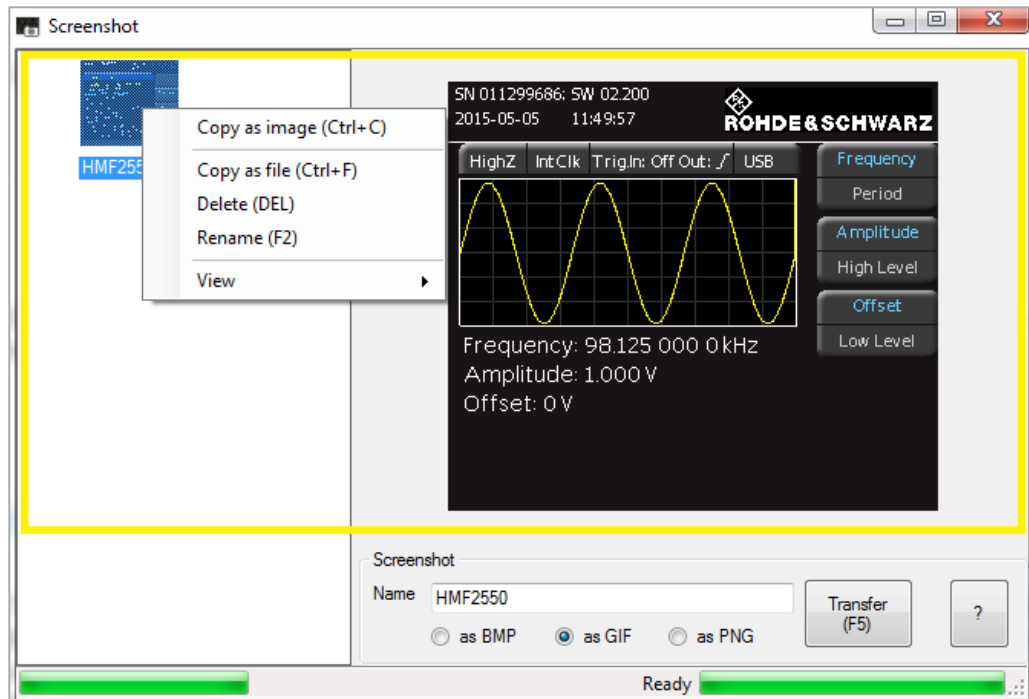 Screenshot
HMF255
Copy as image (Ctrl+C)
Copy as file (Ctrl+F)
Delete (DEL)
Rename (F2)
View
SN 011299686; SW 02.200
2015-05-05 11:49:57
ROHDE&SCHWARZ
HighZ IntClk Trig.In: Off Out: USB
Frequency
Period
Amplitude
High Level
Offset
Low Level
Frequency: 98.125 000 0 kHz
Amplitude: 1.000 V
Offset: 0 V
Screenshot
Name HMF2550
as BMP as GIF as PNG
Transfer
(F5)
?
Ready